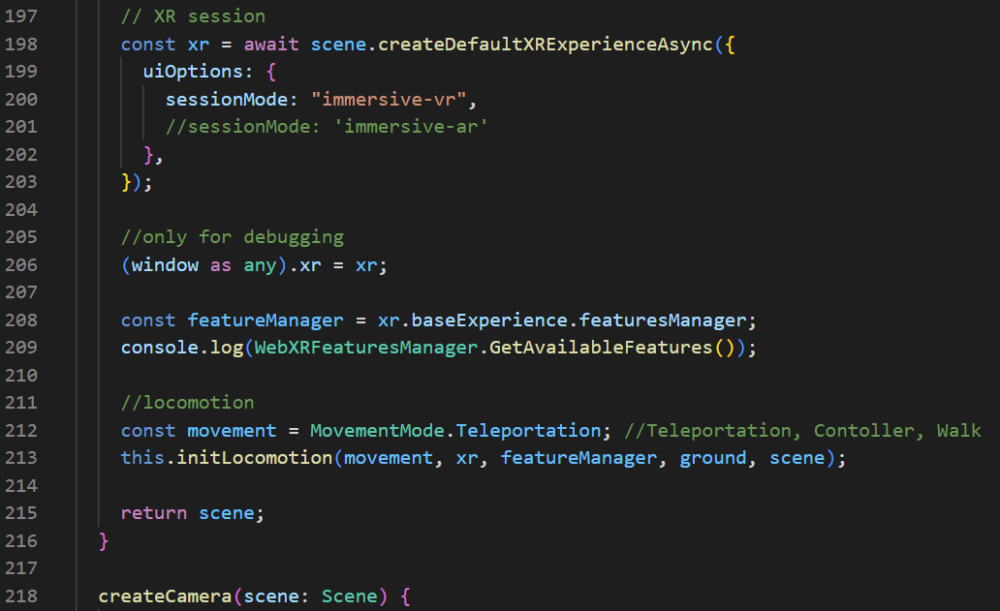 197 // XR session
198 const xr = await scene.createDefaultXRExperienceAsync({
199 uiOptions: {
200 sessionMode: "immersive-vr",
201 //sessionMode: 'immersive-ar'
202 },
203 });
204
205 //only for debugging
206 (window as any).xr = xr;
207
208 const featureManager = xr.baseExperience.featuresManager;
209 console.log(WebXRFeaturesManager.GetAvailableFeatures());
210
211 //locomotion
212 const movement = MovementMode.Teleportation; //Teleportation, Contoller, Walk
213 this.initLocomotion(movement, xr, featureManager, ground, scene);
214
215 return scene;
216 }
217
218 createCamera(scene: Scene) {